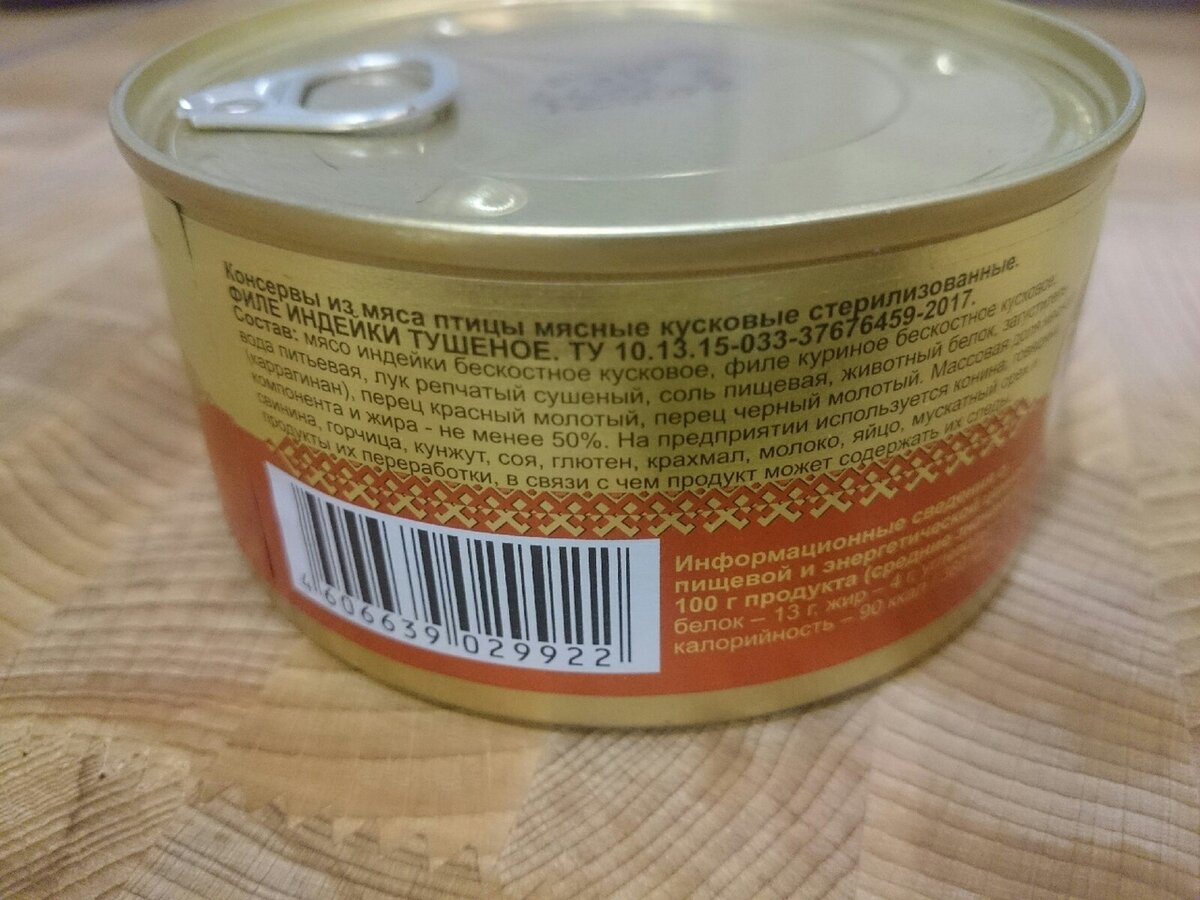 Консервы из мяса птицы мясные кусковые стерилизованные.
ФИЛЕ ИНДЕЙКИ ТУШЕНОЕ. ТУ 10.13.15-033-37676459-2017.
Состав: мясо индейки бескостное кусковое, филе куриное бескостное кусковое,
вода питьевая, лук репчатый сушеный, соль пищевая, животный белок, загуститель
(каррагинан), перец красный молотый, перец черный молотый. Массовая доля
компонента и жира - не менее 50%. На предприятии используется конина,
свинина, горчица, кунжут, соя, глютен, крахмал, молоко, яйцо, мускатный орех
продукты их переработки, в связи с чем продукт может содержать их следы.
Информационные сведения
пищевой и энергетической
100 г продукта (средние
белок – 13 г, жир – 4 г,
калорийность – 90 ккал
4 606639 029922